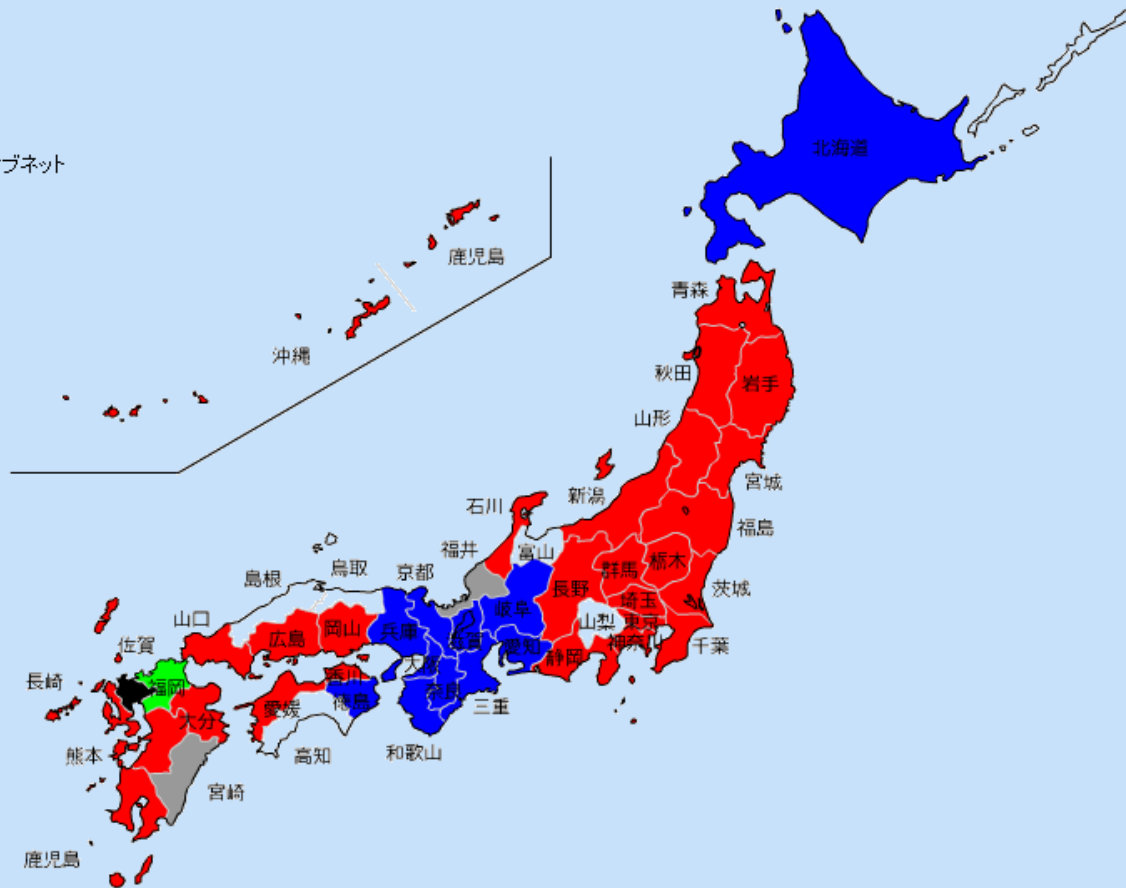 ブネット
北海道
鹿児島
沖縄
青森
秋田
岩手
山形
宮城
新潟
石川
福島
福井
富山
栃木
群馬
長野
茨城
島根
鳥取
京都
岐阜
埼玉
山梨
東京
山口
広島
岡山
兵庫
滋賀
愛知
静岡
神奈川
千葉
佐賀
大阪
香川
長崎
福岡
愛媛
徳島
奈良
三重
大分
熊本
高知
和歌山
宮崎
鹿児島